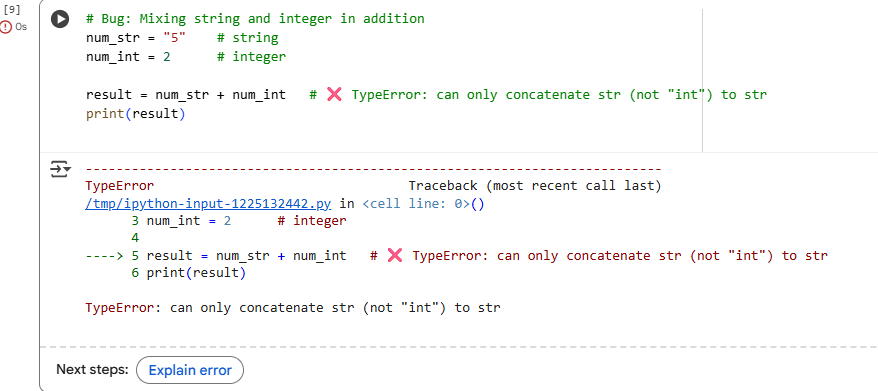 [9]
0s
# Bug: Mixing string and integer in addition
num_str = "5"    # string
num_int = 2      # integer
result = num_str + num_int   # ❌ TypeError: can only concatenate str (not "int") to str
print(result)
---------------------------------------------------------------------------
TypeError                                 Traceback (most recent call last)
/tmp/ipython-input-1225132442.py in <cell line: 0>()
      3 num_int = 2      # integer
      4
----> 5 result = num_str + num_int   # ❌ TypeError: can only concatenate str (not "int") to str
      6 print(result)
TypeError: can only concatenate str (not "int") to str
Next steps: Explain error